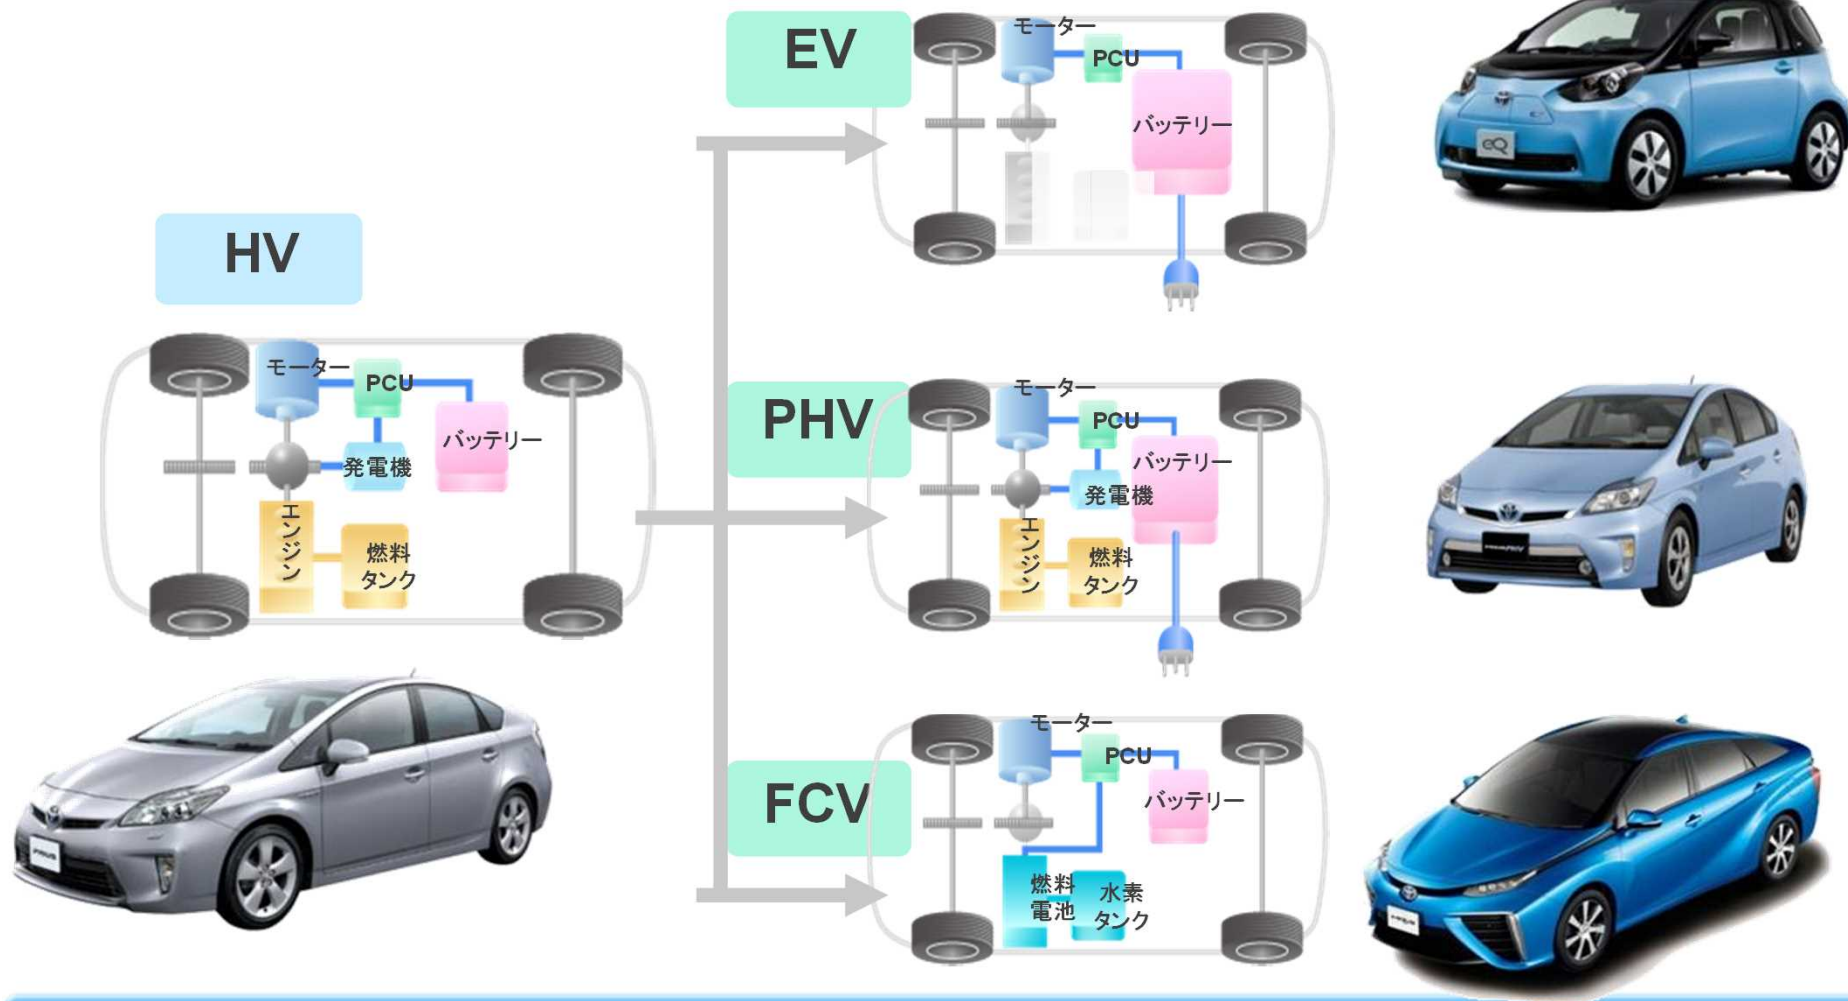 HV
モーター
PCU
バッテリー
発電機
エンジン
燃料
タンク
EV
モーター
PCU
バッテリー
eQ
PHV
モーター
PCU
バッテリー
発電機
エンジン
燃料
タンク
FCV
モーター
PCU
バッテリー
燃料
電池
水素
タンク